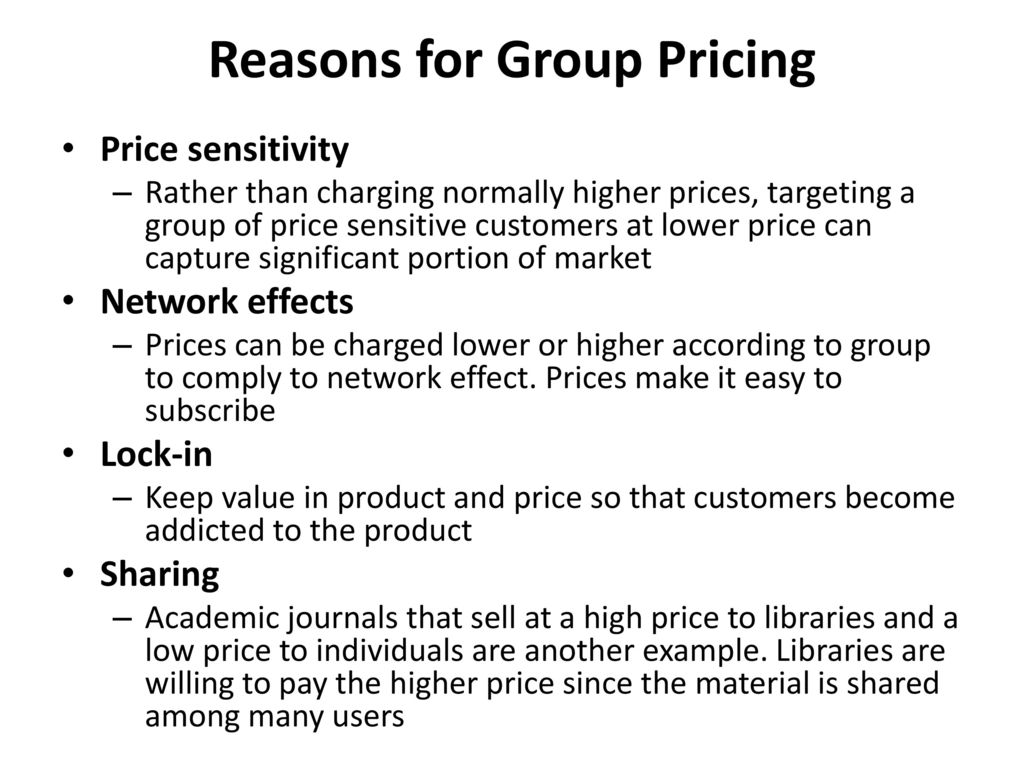 Reasons for Group Pricing
• Price sensitivity
– Rather than charging normally higher prices, targeting a
group of price sensitive customers at lower price can
capture significant portion of market
• Network effects
– Prices can be charged lower or higher according to group
to comply to network effect. Prices make it easy to
subscribe
• Lock-in
– Keep value in product and price so that customers become
addicted to the product
• Sharing
– Academic journals that sell at a high price to libraries and a
low price to individuals are another example. Libraries are
willing to pay the higher price since the material is shared
among many users